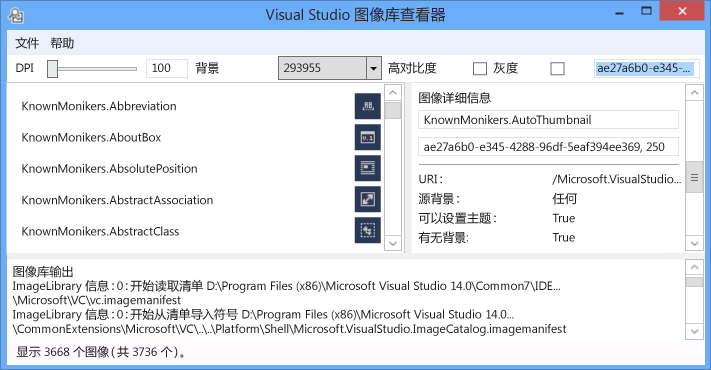 Visual Studio 图像库查看器
文件 帮助
DPI 100 背景 293955 高对比度 灰度 ae27a6b0-e345-...
KnownMonikers.Abbreviation
KnownMonikers.AboutBox
KnownMonikers.AbsolutePosition
KnownMonikers.AbstractAssociation
KnownMonikers.AbstractClass
图像详细信息
KnownMonikers.AutoThumbnail
ae27a6b0-e345-4288-96df-5eaf394ee369, 250
URI： /Microsoft.VisualStudio...
源背景： 任何
可以设置主题： True
有无背景: True
图像库输出
ImageLibrary 信息：0：开始读取清单 D:\Program Files (x86)\Microsoft Visual Studio 14.0\Common7\IDE...
\Microsoft\VC\vc.imagemanifest
ImageLibrary 信息：0：开始从清单导入符号 D:\Program Files (x86)\Microsoft Visual Studio 14.0...
\CommonExtensions\Microsoft\VC\..\..\Platform\Shell\Microsoft.VisualStudio.ImageCatalog.imagemanifest
显示 3668 个图像(共 3736 个)。